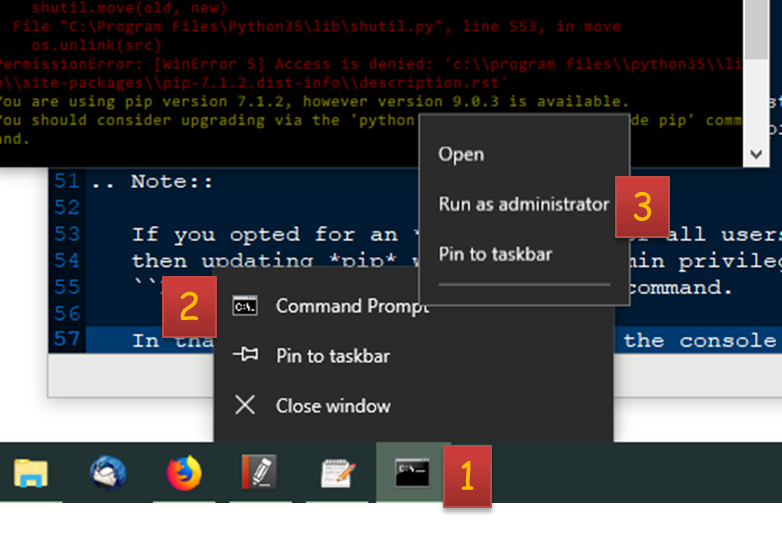 shutil.move(old, new)
File "C:\Program Files\Python35\lib\shutil.py", line 553, in move
os.unlink(src)
PermissionError: [WinError 5] Access is denied: 'c:\\program files\\python35\\li
\\site-packages\\pip-7.1.2.dist-info\\description.rst'
You are using pip version 7.1.2, however version 9.0.3 is available.
You should consider upgrading via the 'python de pip' comm
and.
Open
Run as administrator
3
Pin to taskbar
51 .. Note::
52
53 If you opted for an * all users
54 then updating *pip* min privileg
55 `` command.
56
57 In tha the console
2
Command Prompt
Pin to taskbar
Close window
C:\.
1